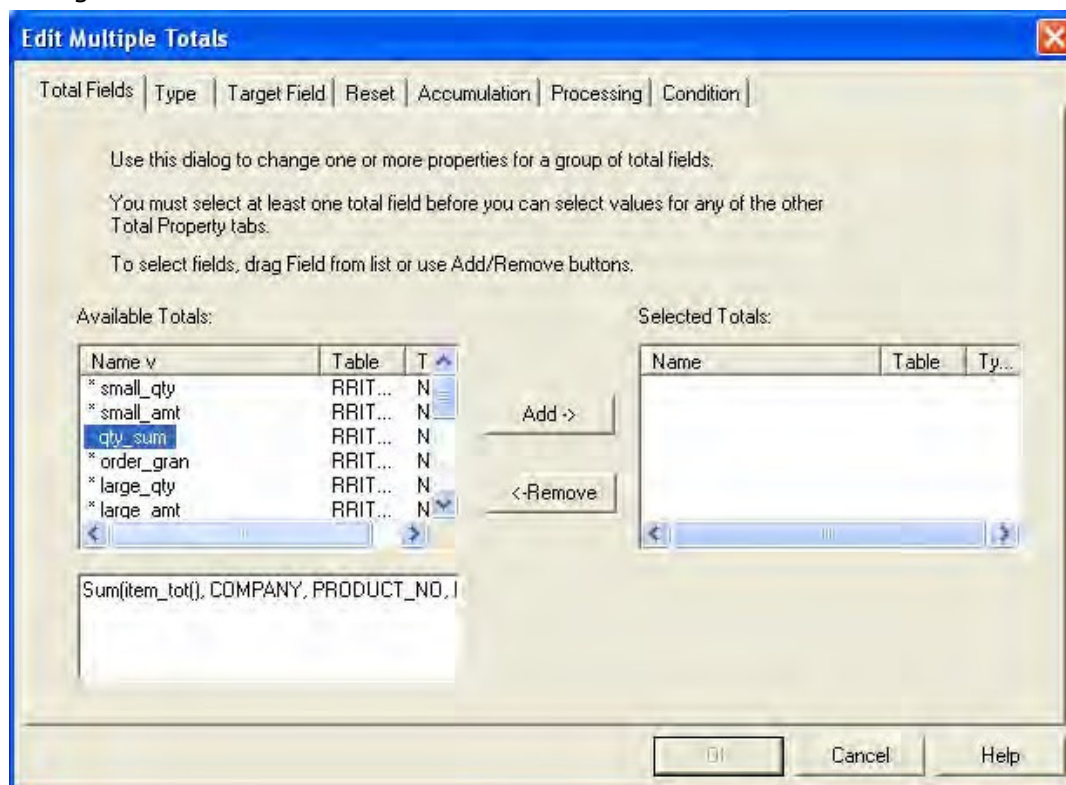 Edit Multiple Totals
Total Fields Type Target Field Reset Accumulation Processing Condition
Use this dialog to change one or more properties for a group of total fields.
You must select at least one total field before you can select values for any of the other
Total Property tabs.
To select fields, drag Field from list or use Add/Remove buttons.
Available Totals: Selected Totals:
Name v Table T Name Table Ty...
* small_qty RRIT... N
* small_amt RRIT... N Add ->
qty_sum RRIT... N
* order_gran RRIT... N
* large_qty RRIT... N <-Remove
* large_amt RRIT... N
Sum(item_tot(), COMPANY, PRODUCT_NO,
OK Cancel Help